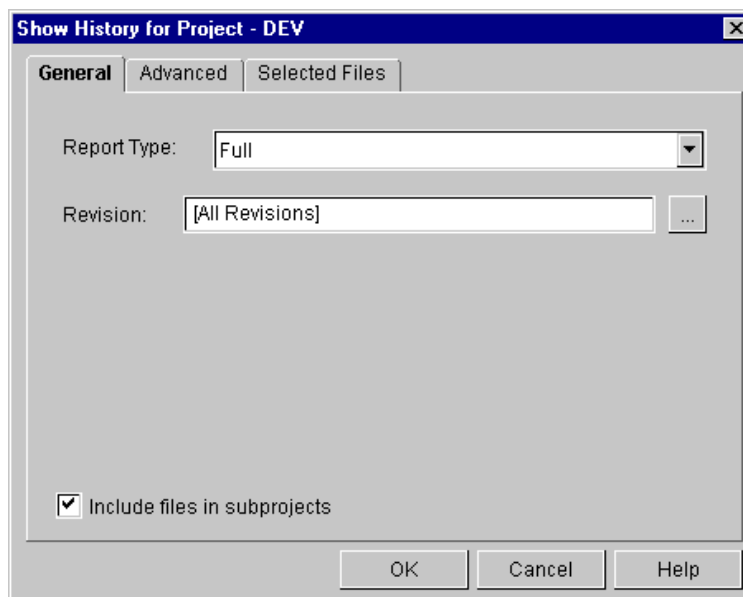 Show History for Project - DEV
General Advanced Selected Files
Report Type: Full
Revision: [All Revisions] ...
Include files in subprojects
OK Cancel Help